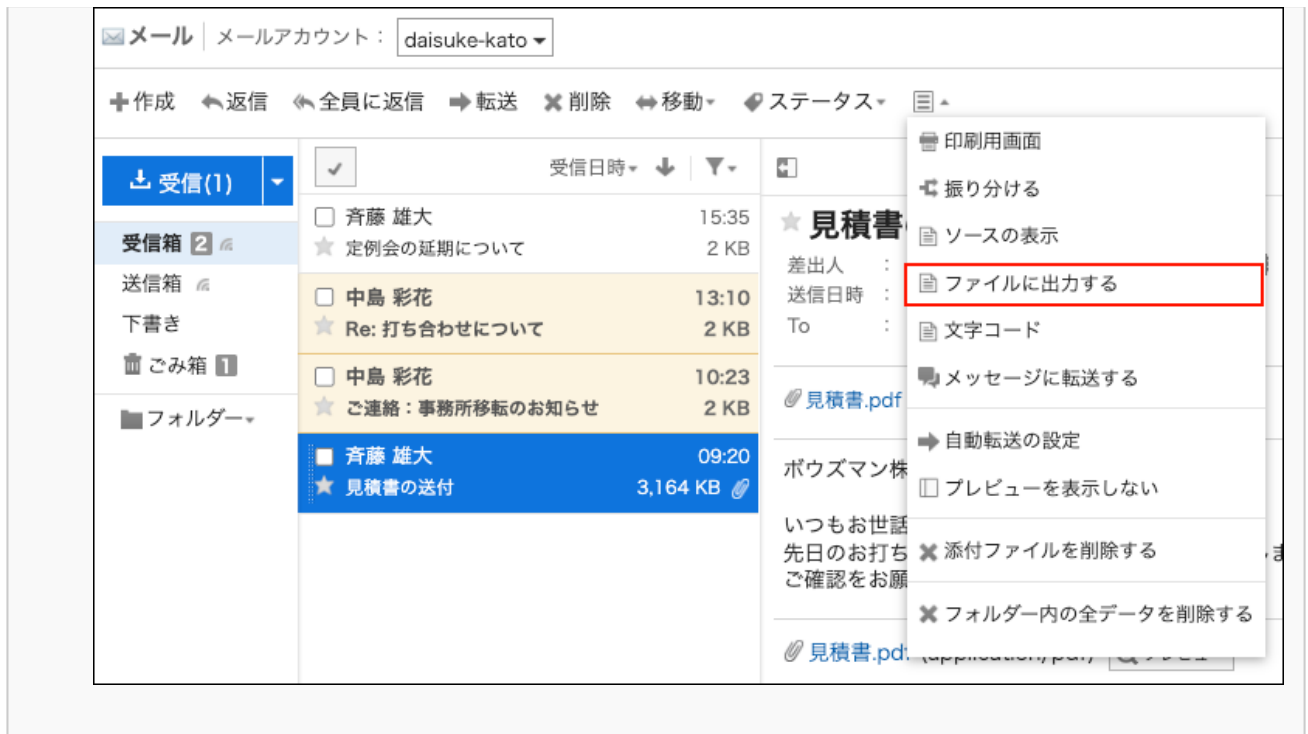 メール メールアカウント： daisuke-kato
作成 返信 全員に返信 転送 削除 移動 ステータス
受信(1)
受信箱 2
送信箱
下書き
ごみ箱 1
フォルダー
受信日時
斉藤 雄大 15:35
定例会の延期について 2 KB
中島 彩花 13:10
Re: 打ち合わせについて 2 KB
中島 彩花 10:23
ご連絡：事務所移転のお知らせ 2 KB
斉藤 雄大 09:20
見積書の送付 3,164 KB
見積書
差出人 :
送信日時 :
To :
見積書.pdf
ボウズマン株
いつもお世話
先日のお打ち
ご確認をお願
見積書.pd
印刷用画面
振り分ける
ソースの表示
ファイルに出力する
文字コード
メッセージに転送する
自動転送の設定
プレビューを表示しない
添付ファイルを削除する
フォルダー内の全データを削除する